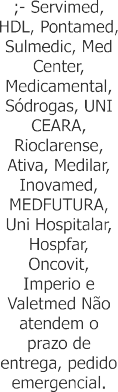 ;- Servimed,
HDL, Pontamed,
Sulmedic, Med
Center,
Medicamental,
Sódrogas, UNI
CEARA,
Rioclarense,
Ativa, Medilar,
Inovamed,
MEDFUTURA,
Uni Hospitalar,
Hospfar,
Oncovit,
Imperio e
Valetmed Não
atendem o
prazo de
entrega, pedido
emergencial.